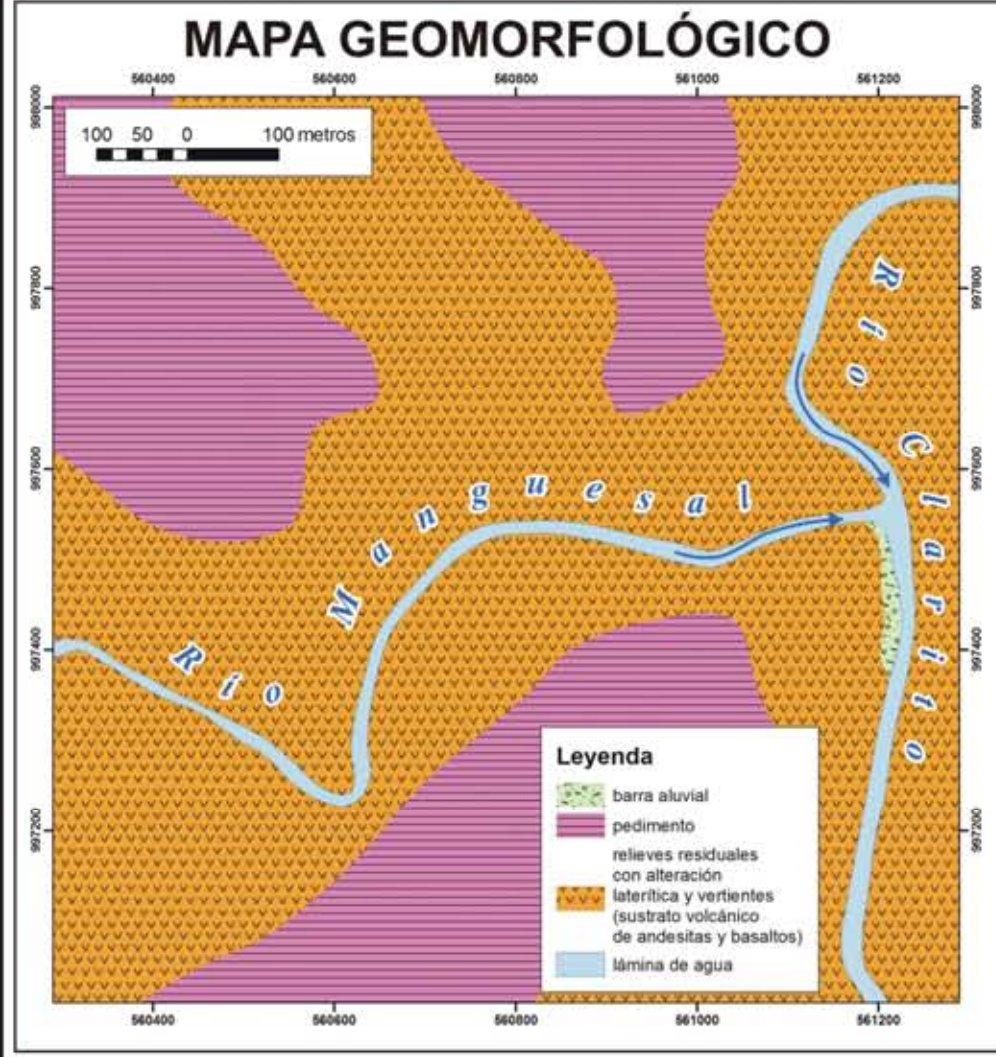 MAPA GEOMORFOLÓGICO
560400 560600 560800 561000 561200
100 50 0 100 metros
998000 998000
997800 997800
997600 997600
997400 997400
997200 997200
Río Clarito
Río Manguesal
Leyenda
barra aluvial
pedimento
relieves residuales
con alteración
laterítica y vertientes
(sustrato volcánico
de andesitas y basaltos)
lámina de agua
560400 560600 560800 561000 561200